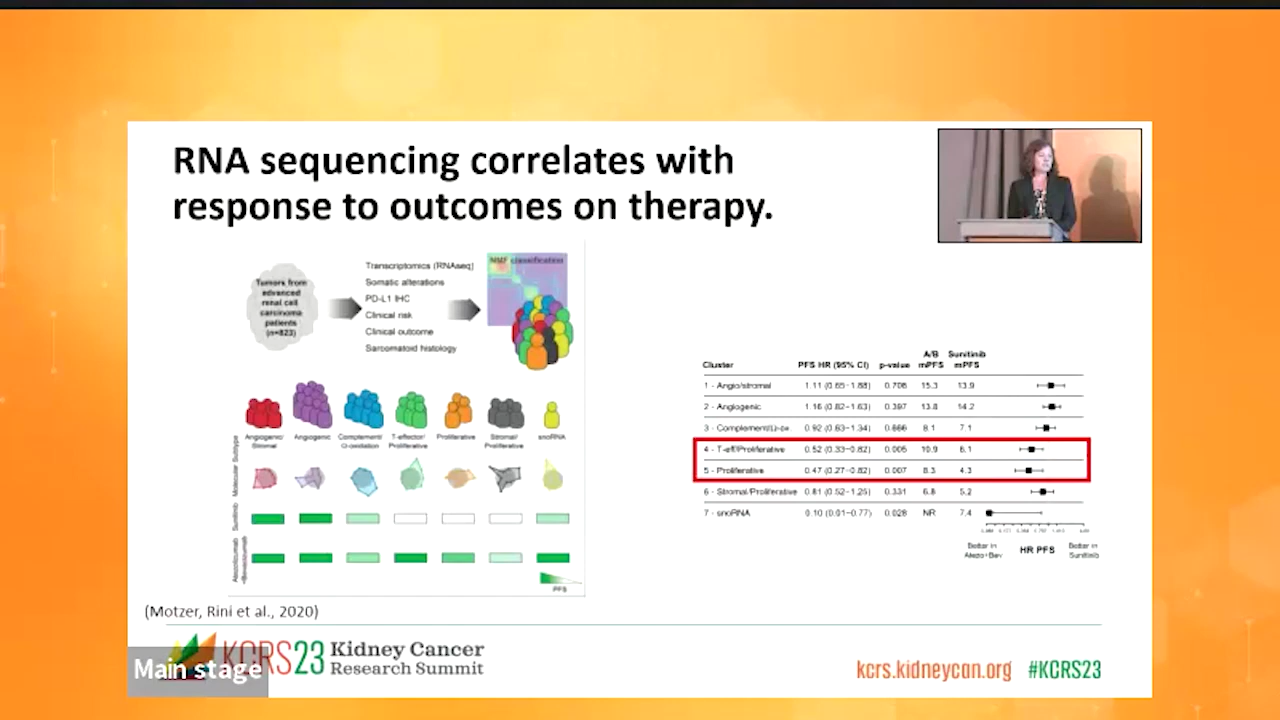 RNA sequencing correlates with
response to outcomes on therapy.
Tumors from
advanced
renal cell
carcinoma
patients
(n=823)
Transcriptomics (RNAseq)
Somatic alterations
PD-L1 IHC
Clinical risk
Clinical outcome
Sarcomatoid histology
NMF classification
Molecular Subtype
Angiogenic/
Stromal
Angiogenic
Complement/
Ω-oxidation
T-effector/
Proliferative
Proliferative
Stromal/
Proliferative
snoRNA
Sunitinib
Atezolizumab
+Bevacizumab
PFS
Cluster PFS HR (95% CI) p-value A/B mPFS Sunitinib mPFS
1 - Angio/stromal 1.11 (0.65-1.88) 0.706 15.3 13.9
2 - Angiogenic 1.16 (0.82-1.63) 0.397 13.8 14.2
3 - Complement/Ω-ox 0.92 (0.63-1.34) 0.666 8.1 7.1
4 - T-eff/Proliferative 0.52 (0.33-0.82) 0.005 10.9 6.1
5 - Proliferative 0.47 (0.27-0.82) 0.007 8.3 4.3
6 - Stromal/Proliferative 0.81 (0.52-1.25) 0.331 6.8 5.2
7 - snoRNA 0.10 (0.01-0.77) 0.028 NR 7.4
Better in
Atezo+Bev
HR PFS
Better in
Sunitinib
(Motzer, Rini et al., 2020)
KCRS23 Kidney Cancer
Research Summit
Main stage
kcrs.kidneycan.org #KCRS23